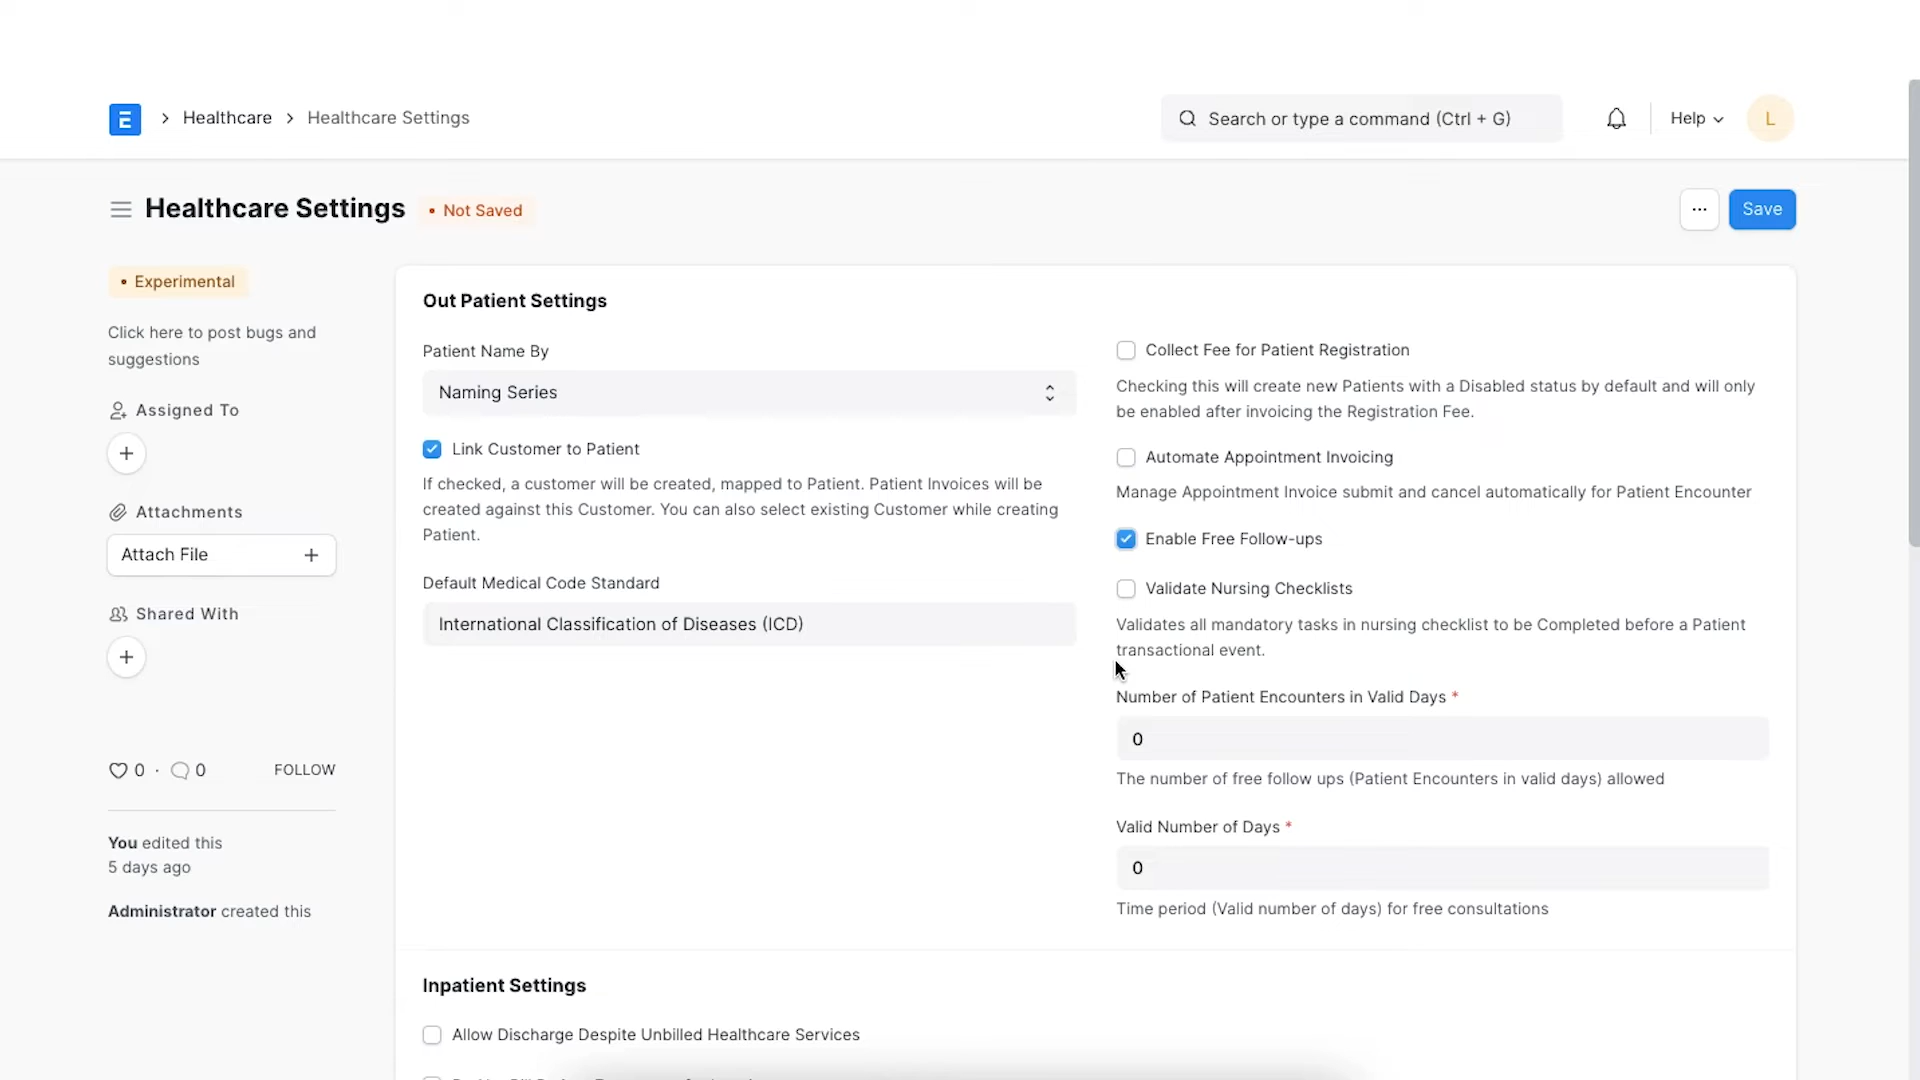 E
Healthcare
Healthcare Settings
Search or type a command (Ctrl + G)
Help
L
Healthcare Settings
Not Saved
...
Save
Experimental
Click here to post bugs and
suggestions
Assigned To
Attachments
Attach File
Shared With
0 · 0
FOLLOW
You edited this
5 days ago
Administrator created this
Out Patient Settings
Patient Name By
Naming Series
Link Customer to Patient
If checked, a customer will be created, mapped to Patient. Patient Invoices will be
created against this Customer. You can also select existing Customer while creating
Patient.
Default Medical Code Standard
International Classification of Diseases (ICD)
Collect Fee for Patient Registration
Checking this will create new Patients with a Disabled status by default and will only
be enabled after invoicing the Registration Fee.
Automate Appointment Invoicing
Manage Appointment Invoice submit and cancel automatically for Patient Encounter
Enable Free Follow-ups
Validate Nursing Checklists
Validates all mandatory tasks in nursing checklist to be Completed before a Patient
transactional event.
Number of Patient Encounters in Valid Days *
0
The number of free follow ups (Patient Encounters in valid days) allowed
Valid Number of Days *
0
Time period (Valid number of days) for free consultations
Inpatient Settings
Allow Discharge Despite Unbilled Healthcare Services